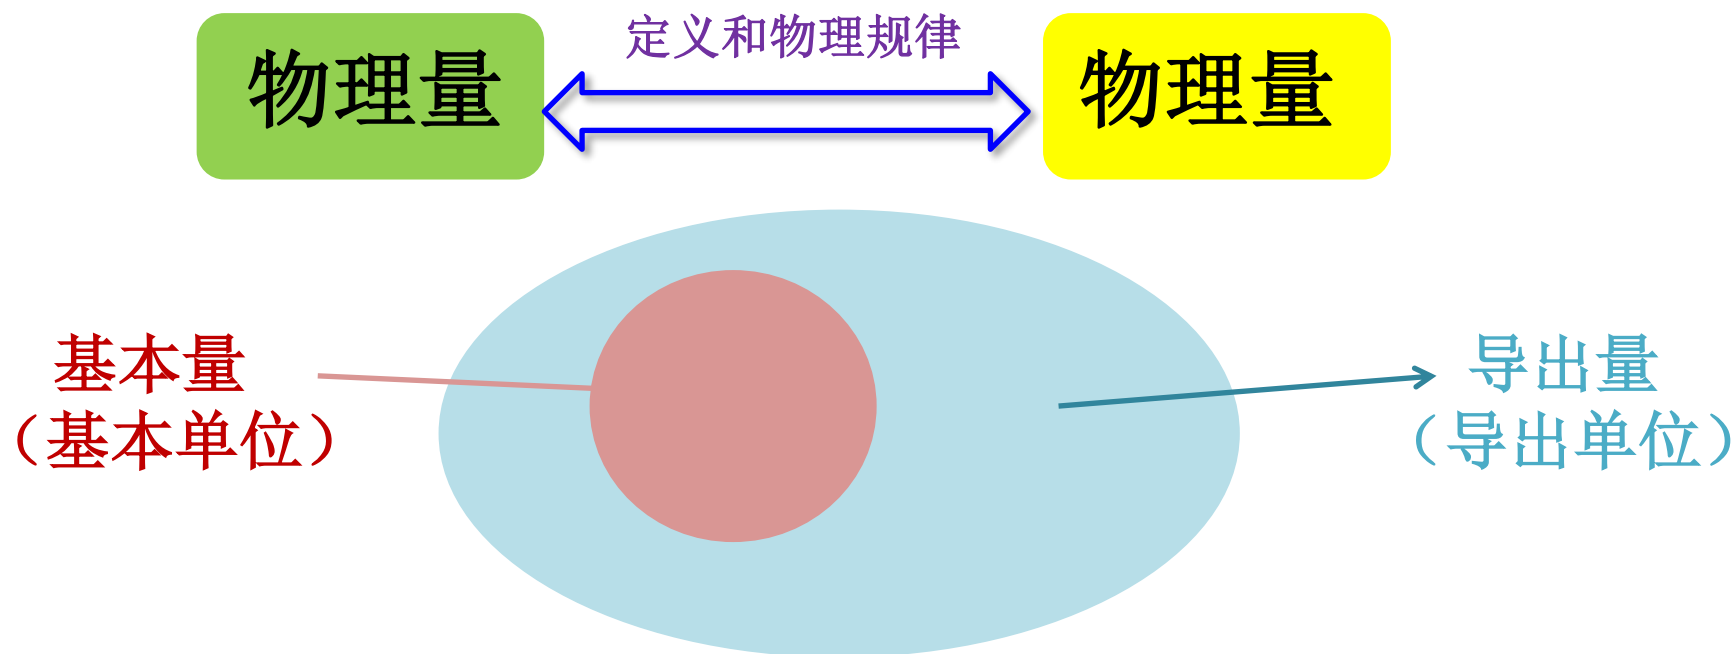 定义和物理规律
物理量
物理量
基本量
（基本单位）
导出量
（导出单位）